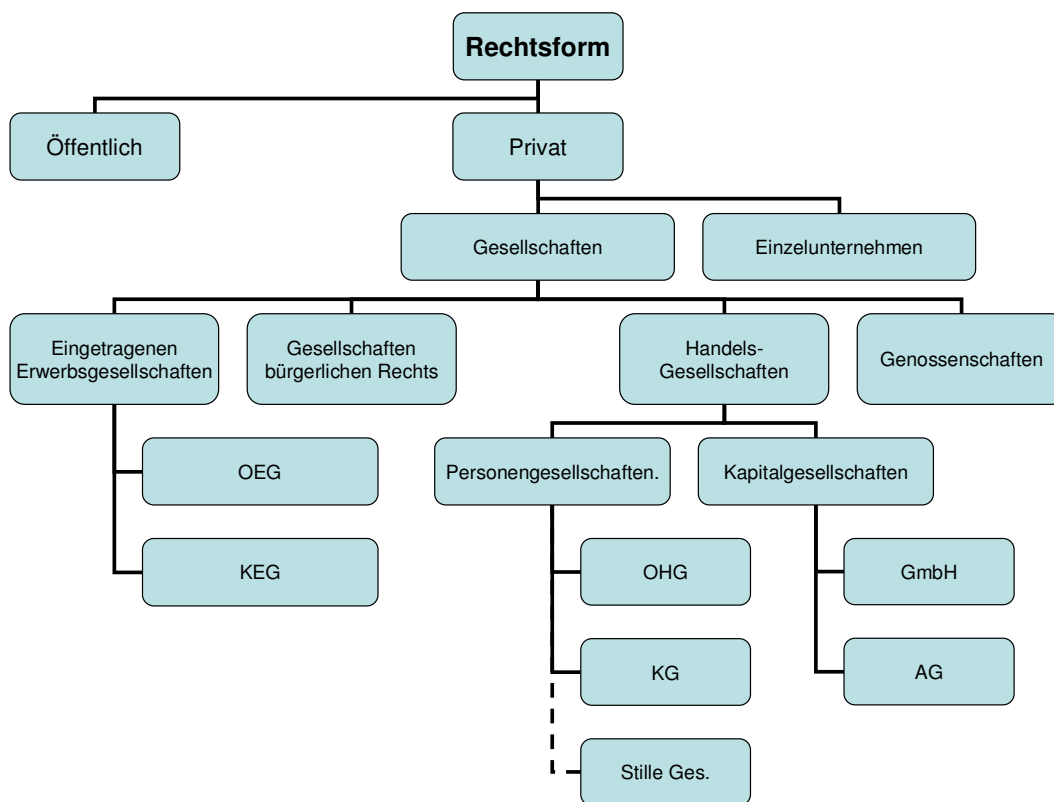 Rechtsform
Öffentlich
Privat
Gesellschaften
Einzelunternehmen
Eingetragenen
Erwerbsgesellschaften
Gesellschaften
bürgerlichen Rechts
Handels-
Gesellschaften
Genossenschaften
OEG
KEG
Personengesellschaften.
Kapitalgesellschaften
OHG
KG
Stille Ges.
GmbH
AG